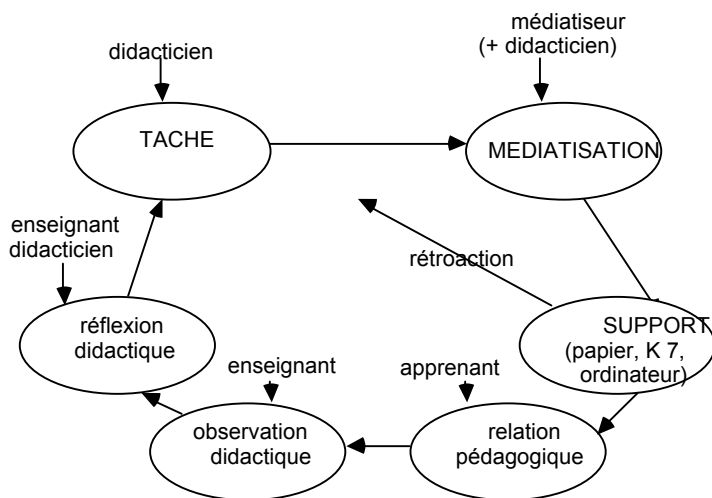 médiatiseur
(+ didacticien)
didacticien
TACHE
MEDIATISATION
enseignant
didacticien
rétroaction
réflexion
didactique
SUPPORT
(papier, K 7,
ordinateur)
enseignant
apprenant
observation
didactique
relation
pédagogique